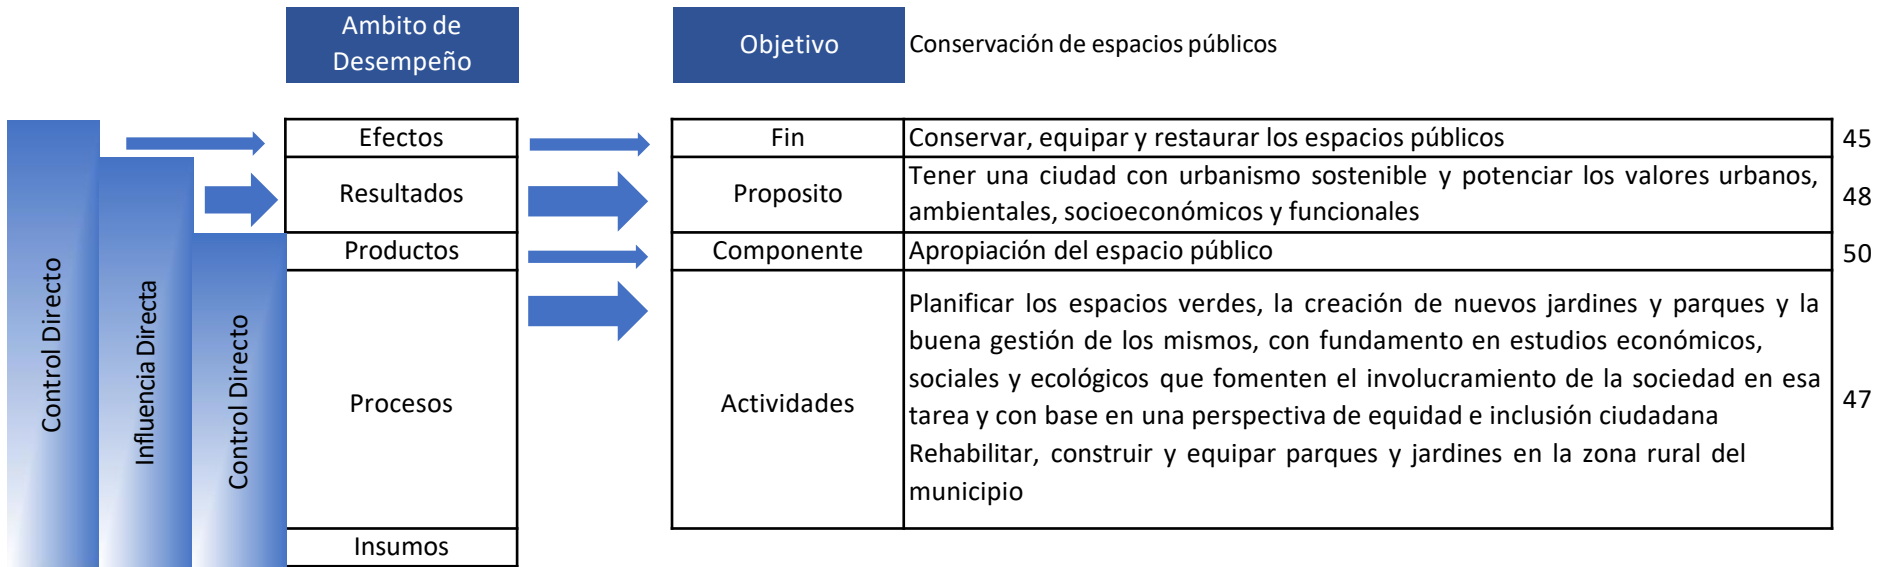 Ambito de
Desempeño
Objetivo
Conservación de espacios públicos
Control Directo
Influencia Directa
Control Directo
Efectos
Fin
Conservar, equipar y restaurar los espacios públicos
45
Resultados
Proposito
Tener una ciudad con urbanismo sostenible y potenciar los valores urbanos,
ambientales, socioeconómicos y funcionales
48
Productos
Componente
Apropiación del espacio público
50
Procesos
Actividades
Planificar los espacios verdes, la creación de nuevos jardines y parques y la
buena gestión de los mismos, con fundamento en estudios económicos,
sociales y ecológicos que fomenten el involucramiento de la sociedad en esa
tarea y con base en una perspectiva de equidad e inclusión ciudadana
Rehabilitar, construir y equipar parques y jardines en la zona rural del
municipio
47
Insumos